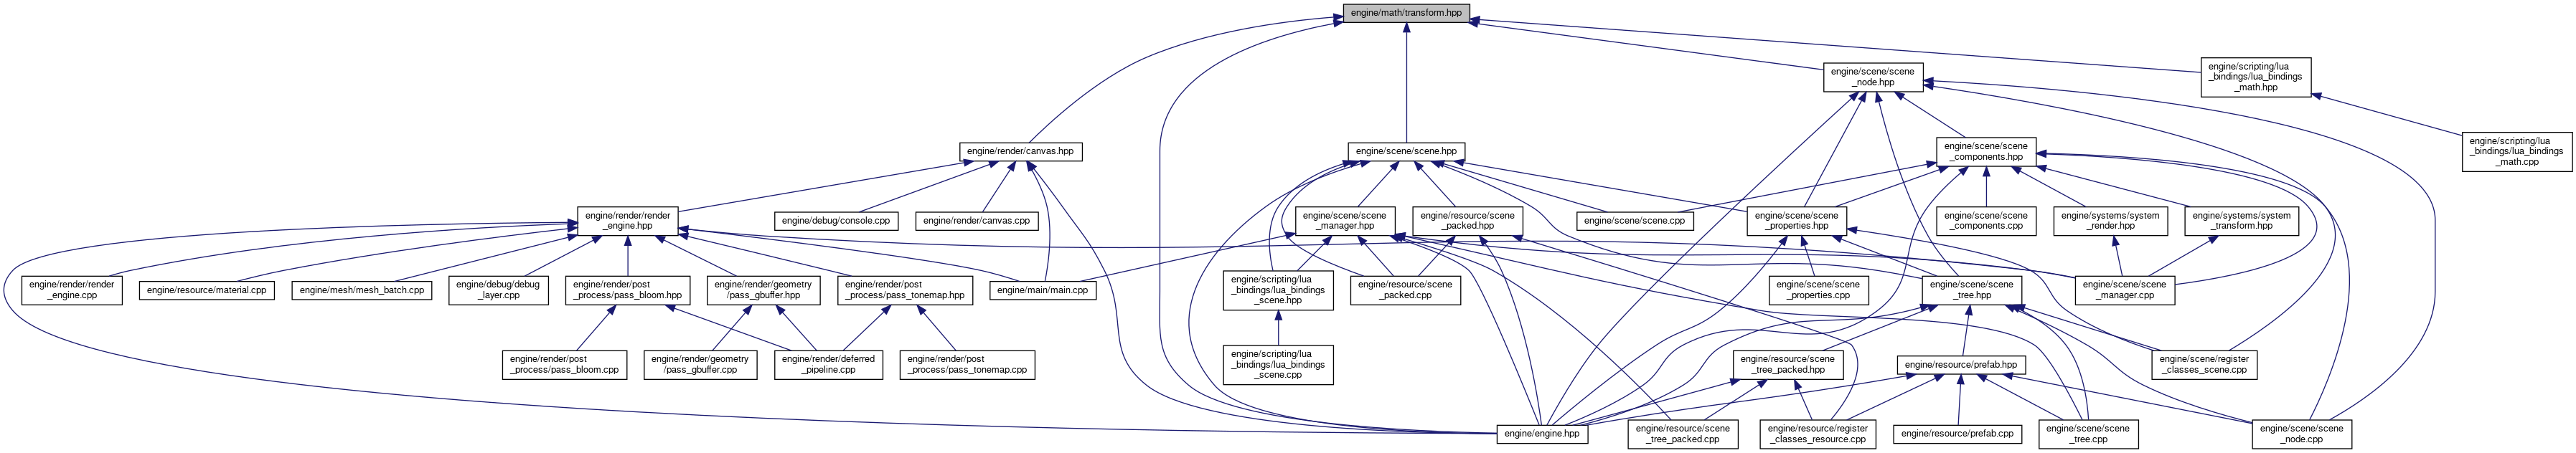 engine/math/transform.hpp
engine/scene/scene
_node.hpp
engine/scripting/lua
_bindings/lua_bindings
_math.hpp
engine/render/canvas.hpp
engine/scene/scene.hpp
engine/scene/scene
_components.hpp
engine/scripting/lua
_bindings/lua_bindings
_math.cpp
engine/render/render
_engine.hpp
engine/debug/console.cpp
engine/render/canvas.cpp
engine/scene/scene
_manager.hpp
engine/resource/scene
_packed.hpp
engine/scene/scene.cpp
engine/scene/scene
_properties.hpp
engine/scene/scene
_components.cpp
engine/systems/system
_render.hpp
engine/systems/system
_transform.hpp
engine/render/render
_engine.cpp
engine/resource/material.cpp
engine/mesh/mesh_batch.cpp
engine/debug/debug
_layer.cpp
engine/render/post
_process/pass_bloom.hpp
engine/render/geometry
/pass_gbuffer.hpp
engine/render/post
_process/pass_tonemap.hpp
engine/main/main.cpp
engine/scripting/lua
_bindings/lua_bindings
_scene.hpp
engine/resource/scene
_packed.cpp
engine/scene/scene
_properties.cpp
engine/scene/scene
_tree.hpp
engine/scene/scene
_manager.cpp
engine/render/post
_process/pass_bloom.cpp
engine/render/geometry
/pass_gbuffer.cpp
engine/render/deferred
_pipeline.cpp
engine/render/post
_process/pass_tonemap.cpp
engine/scripting/lua
_bindings/lua_bindings
_scene.cpp
engine/resource/scene
_tree_packed.hpp
engine/resource/prefab.hpp
engine/scene/register
_classes_scene.cpp
engine/engine.hpp
engine/resource/scene
_tree_packed.cpp
engine/resource/register
_classes_resource.cpp
engine/resource/prefab.cpp
engine/scene/scene
_tree.cpp
engine/scene/scene
_node.cpp